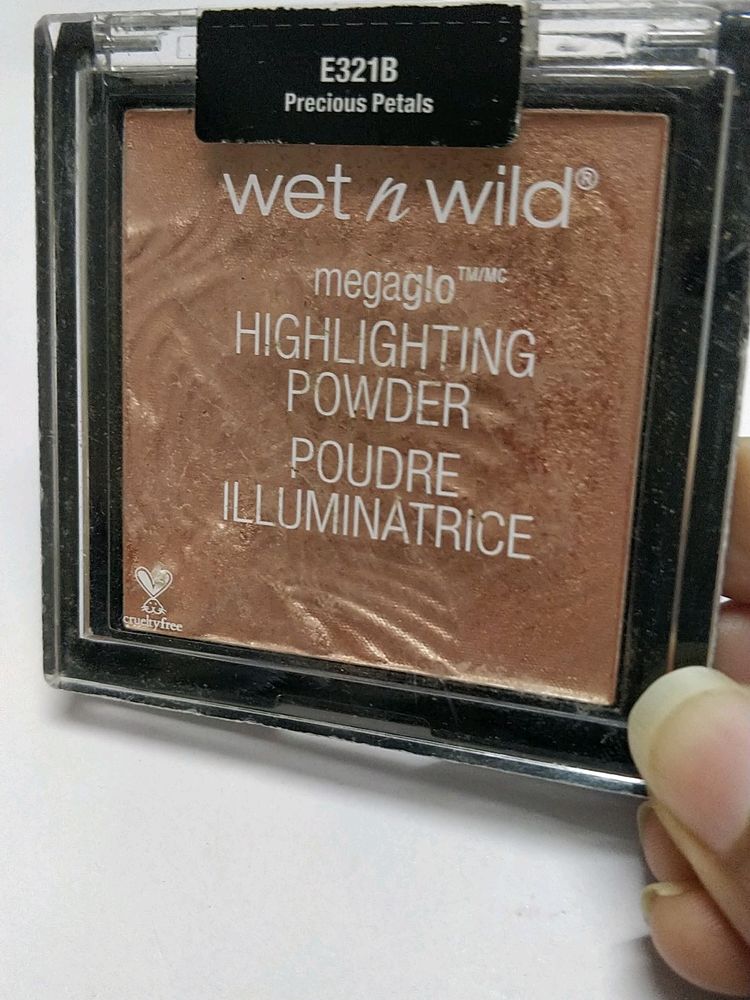 E321B
Precious Petals
wet n wild®
megaglo™/MC
HIGHLIGHTING
POWDER
POUDRE
ILLUMINATRICE
crueltyfree